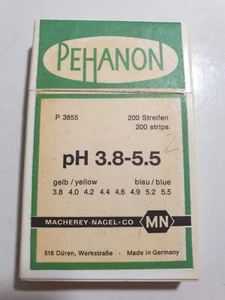 PEHANON
P 3855 200 Streifen
200 strips
2
pH 3.8-5.5
gelb/yellow blau/blue
3.8 4.0 4.2 4.4 4.6 4.9 5.2 5.5
MACHEREY-NAGEL+CO MN
516 Düren, Werkstraße · Made in Germany